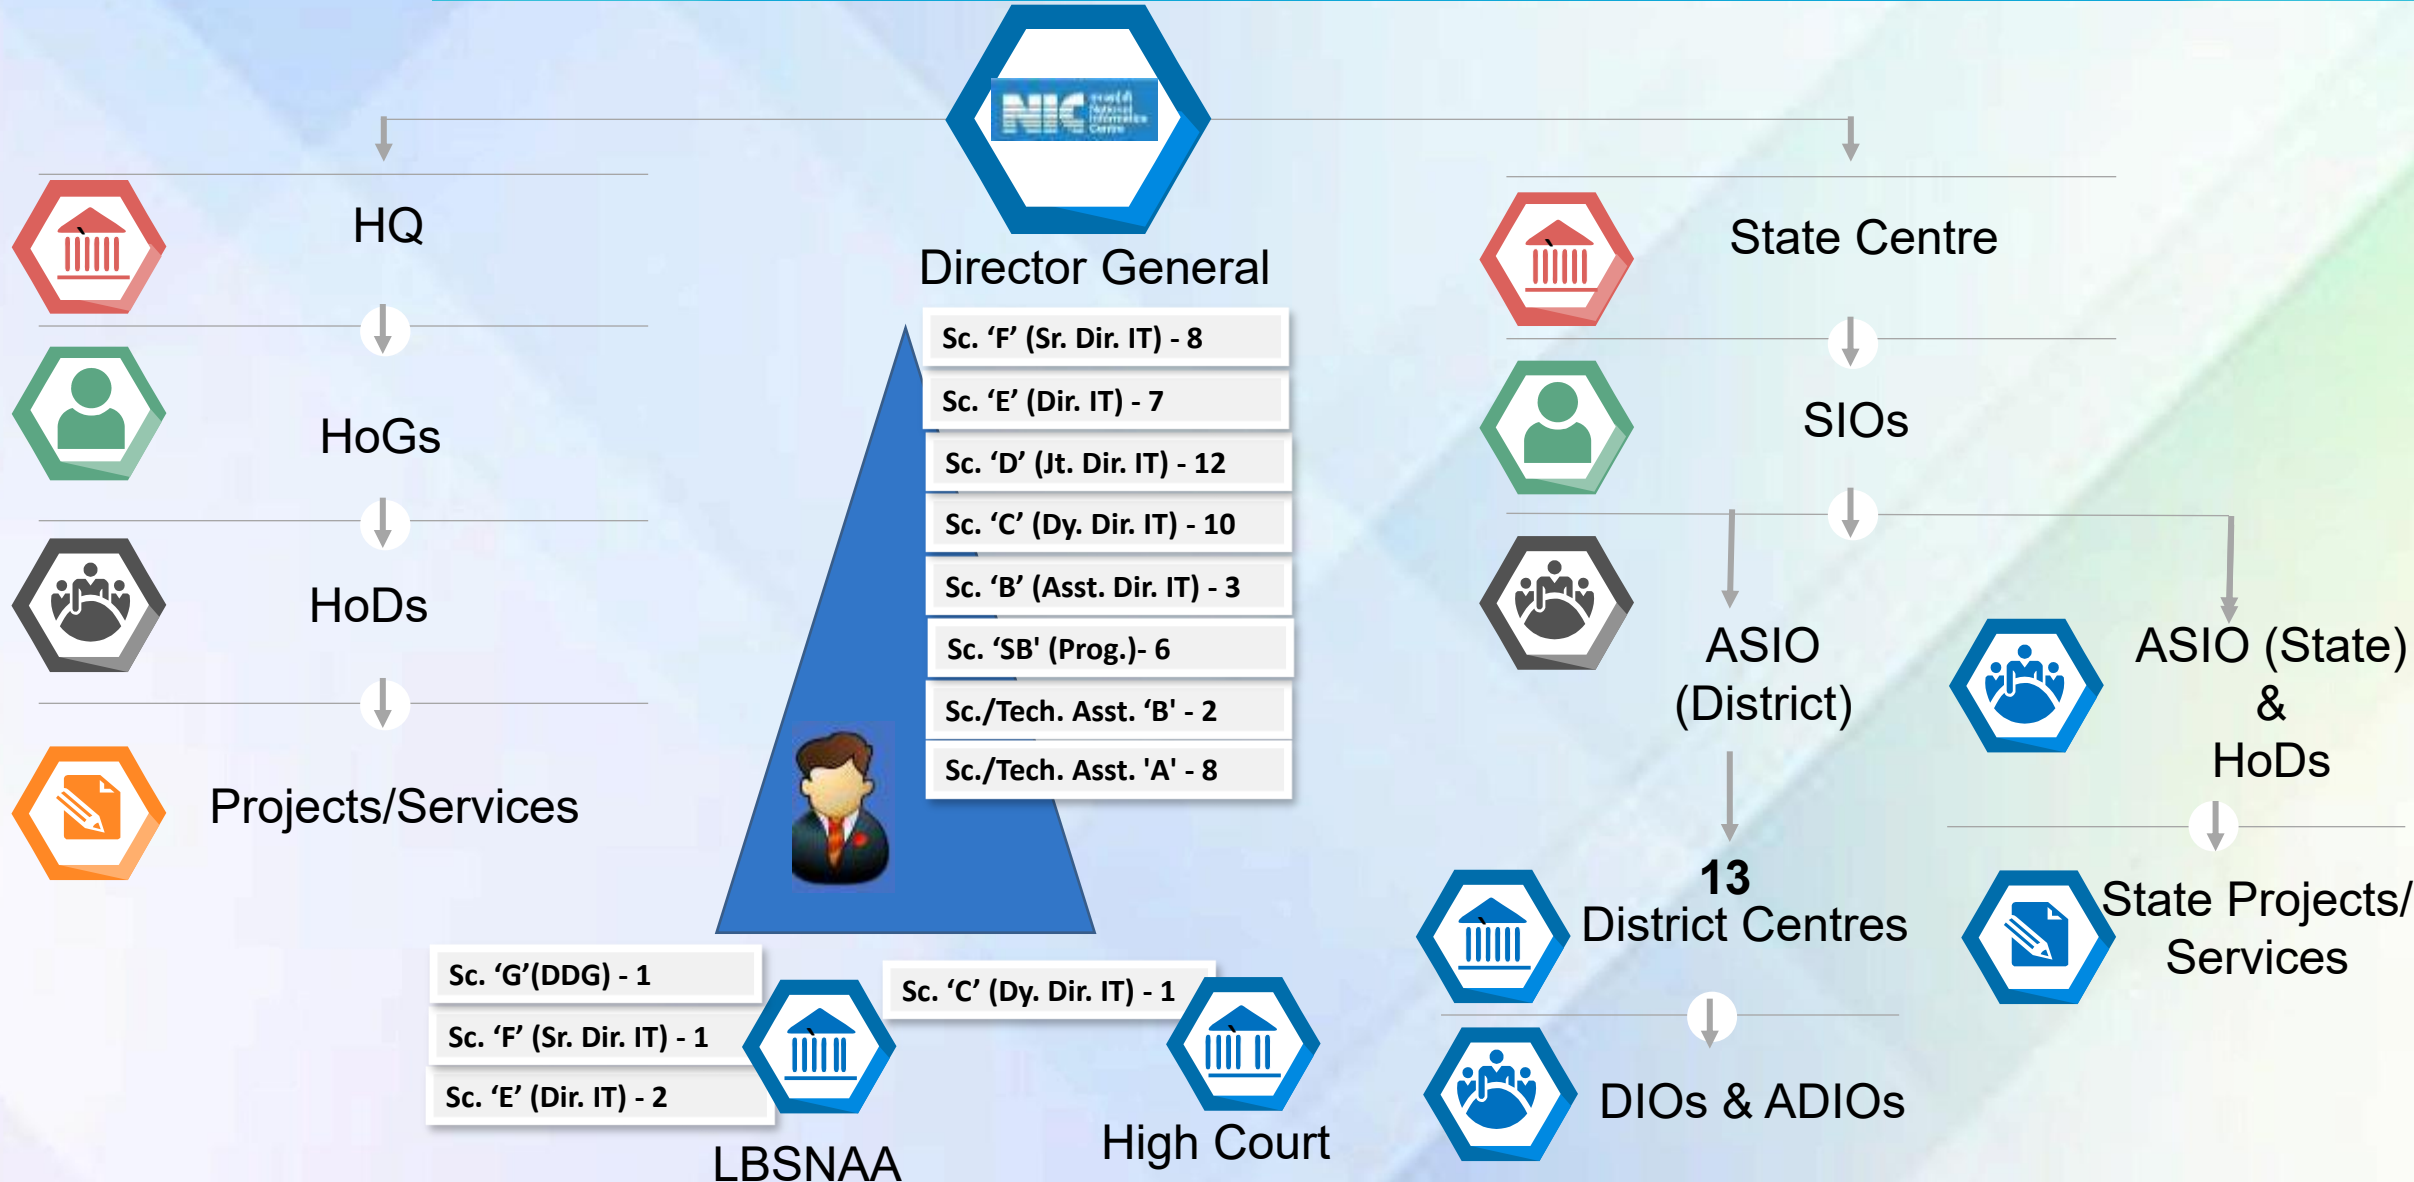 NIC
एनआईसी
National
Informatics
Centre
Director General
HQ
HoGs
HoDs
Projects/Services
Sc. ‘F’ (Sr. Dir. IT) - 8
Sc. ‘E’ (Dir. IT) - 7
Sc. ‘D’ (Jt. Dir. IT) - 12
Sc. ‘C’ (Dy. Dir. IT) - 10
Sc. ‘B’ (Asst. Dir. IT) - 3
Sc. ‘SB' (Prog.)- 6
Sc./Tech. Asst. ‘B' - 2
Sc./Tech. Asst. 'A' - 8
Sc. ‘G’(DDG) - 1
Sc. ‘F’ (Sr. Dir. IT) - 1
Sc. ‘E’ (Dir. IT) - 2
LBSNAA
Sc. ‘C’ (Dy. Dir. IT) - 1
High Court
State Centre
SIOs
ASIO
(District)
13
District Centres
DIOs & ADIOs
ASIO (State)
&
HoDs
State Projects/
Services